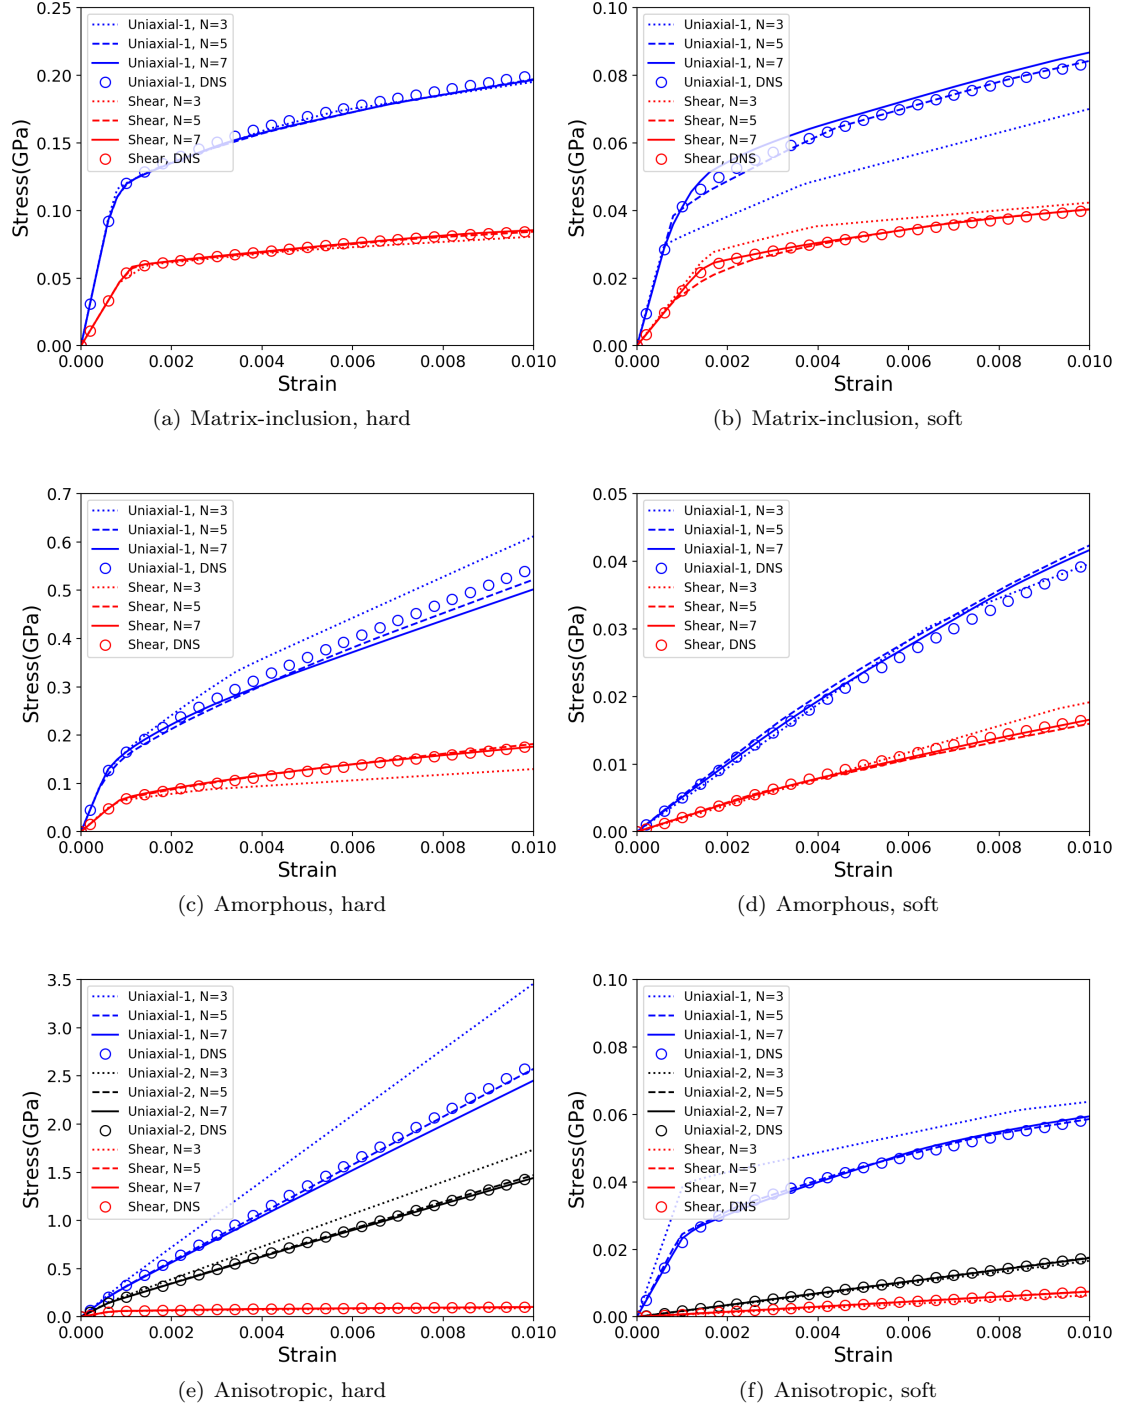 0.25
0.20
0.15
0.10
0.05
0.00
Stress(GPa)
Uniaxial-1, N=3
Uniaxial-1, N=5
Uniaxial-1, N=7
Uniaxial-1, DNS
Shear, N=3
Shear, N=5
Shear, N=7
Shear, DNS
0.000 0.002 0.004 0.006 0.008 0.010
Strain
(a) Matrix-inclusion, hard
0.10
0.08
0.06
0.04
0.02
0.00
Stress(GPa)
Uniaxial-1, N=3
Uniaxial-1, N=5
Uniaxial-1, N=7
Uniaxial-1, DNS
Shear, N=3
Shear, N=5
Shear, N=7
Shear, DNS
0.000 0.002 0.004 0.006 0.008 0.010
Strain
(b) Matrix-inclusion, soft
0.7
0.6
0.5
0.4
0.3
0.2
0.1
0.0
Stress(GPa)
Uniaxial-1, N=3
Uniaxial-1, N=5
Uniaxial-1, N=7
Uniaxial-1, DNS
Shear, N=3
Shear, N=5
Shear, N=7
Shear, DNS
0.000 0.002 0.004 0.006 0.008 0.010
Strain
(c) Amorphous, hard
0.05
0.04
0.03
0.02
0.01
0.00
Stress(GPa)
Uniaxial-1, N=3
Uniaxial-1, N=5
Uniaxial-1, N=7
Uniaxial-1, DNS
Shear, N=3
Shear, N=5
Shear, N=7
Shear, DNS
0.000 0.002 0.004 0.006 0.008 0.010
Strain
(d) Amorphous, soft
3.5
3.0
2.5
2.0
1.5
1.0
0.5
0.0
Stress(GPa)
Uniaxial-1, N=3
Uniaxial-1, N=5
Uniaxial-1, N=7
Uniaxial-1, DNS
Uniaxial-2, N=3
Uniaxial-2, N=5
Uniaxial-2, N=7
Uniaxial-2, DNS
Shear, N=3
Shear, N=5
Shear, N=7
Shear, DNS
0.000 0.002 0.004 0.006 0.008 0.010
Strain
(e) Anisotropic, hard
0.10
0.08
0.06
0.04
0.02
0.00
Stress(GPa)
Uniaxial-1, N=3
Uniaxial-1, N=5
Uniaxial-1, N=7
Uniaxial-1, DNS
Uniaxial-2, N=3
Uniaxial-2, N=5
Uniaxial-2, N=7
Uniaxial-2, DNS
Shear, N=3
Shear, N=5
Shear, N=7
Shear, DNS
0.000 0.002 0.004 0.006 0.008 0.010
Strain
(f) Anisotropic, soft